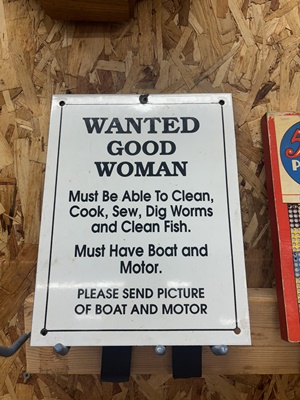 WANTED
GOOD
WOMAN
Must Be Able To Clean,
Cook, Sew, Dig Worms
and Clean Fish.
Must Have Boat and
Motor.
PLEASE SEND PICTURE
OF BOAT AND MOTOR